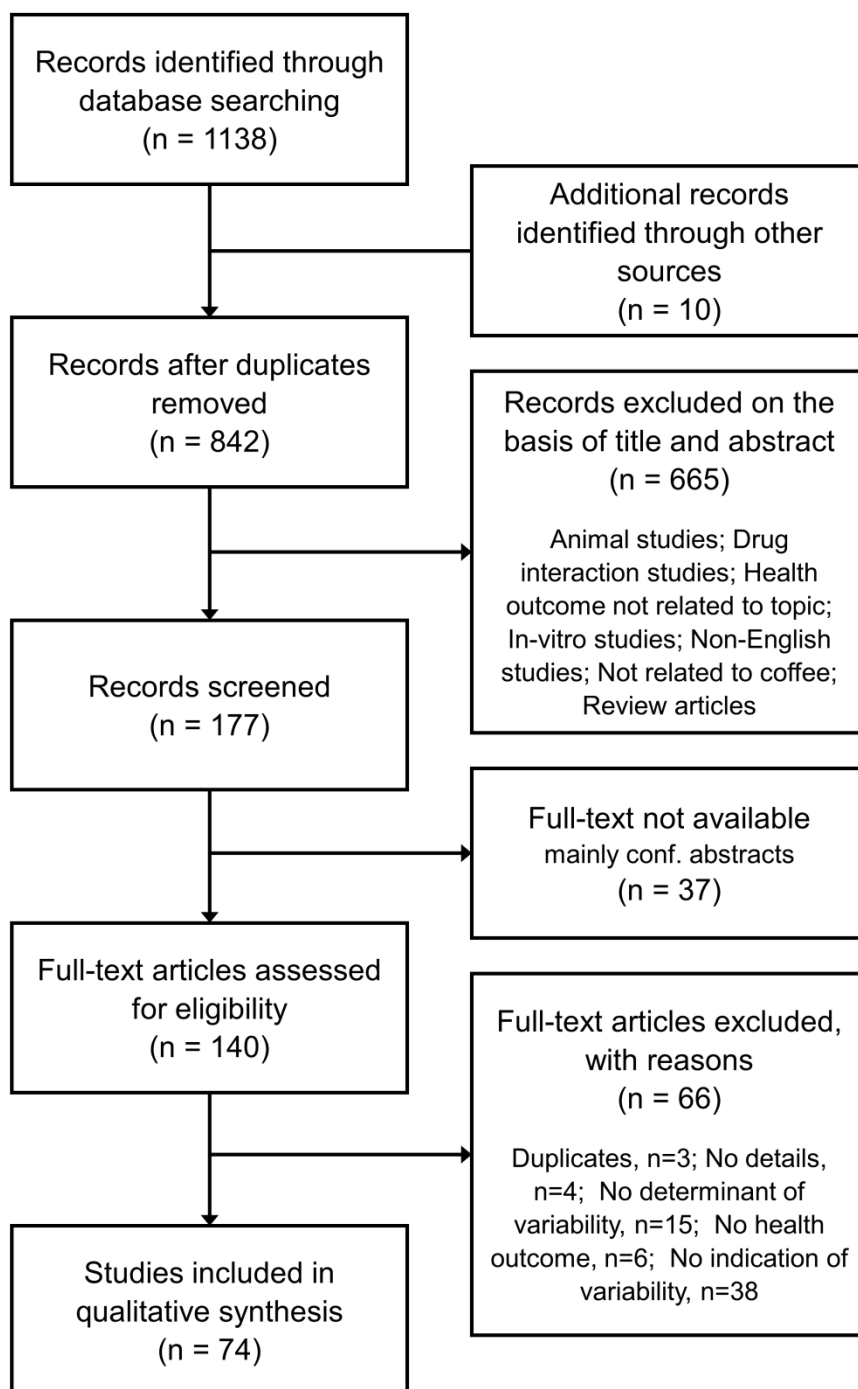 Records identified through
database searching
(n = 1138)
Additional records
identified through other
sources
(n = 10)
Records after duplicates
removed
(n = 842)
Records excluded on the
basis of title and abstract
(n = 665)
Animal studies; Drug
interaction studies; Health
outcome not related to topic;
In-vitro studies; Non-English
studies; Not related to coffee;
Review articles
Records screened
(n = 177)
Full-text not available
mainly conf. abstracts
(n = 37)
Full-text articles assessed
for eligibility
(n = 140)
Full-text articles excluded,
with reasons
(n = 66)
Duplicates, n=3; No details,
n=4;  No determinant of
variability, n=15;  No health
outcome, n=6;  No indication of
variability, n=38
Studies included in
qualitative synthesis
(n = 74)